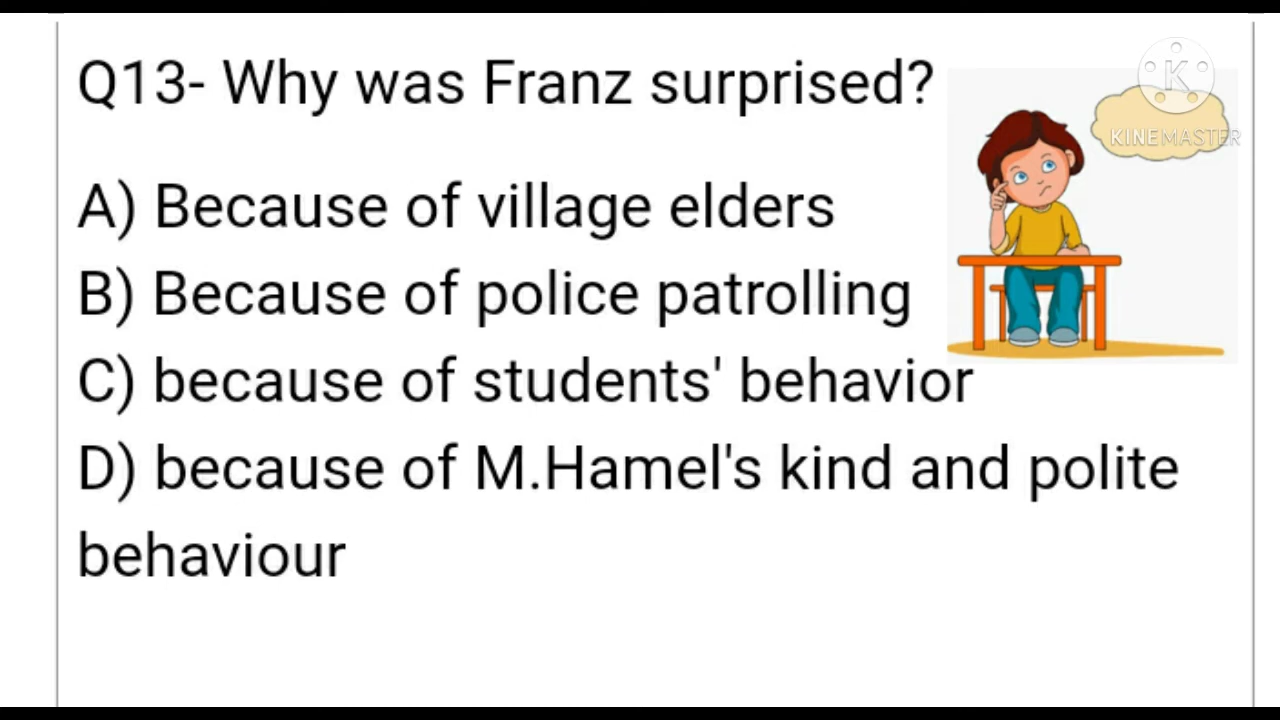 Q13- Why was Franz surprised?
K
KINEMASTER
A) Because of village elders
B) Because of police patrolling
C) because of students' behavior
D) because of M.Hamel's kind and polite
behaviour